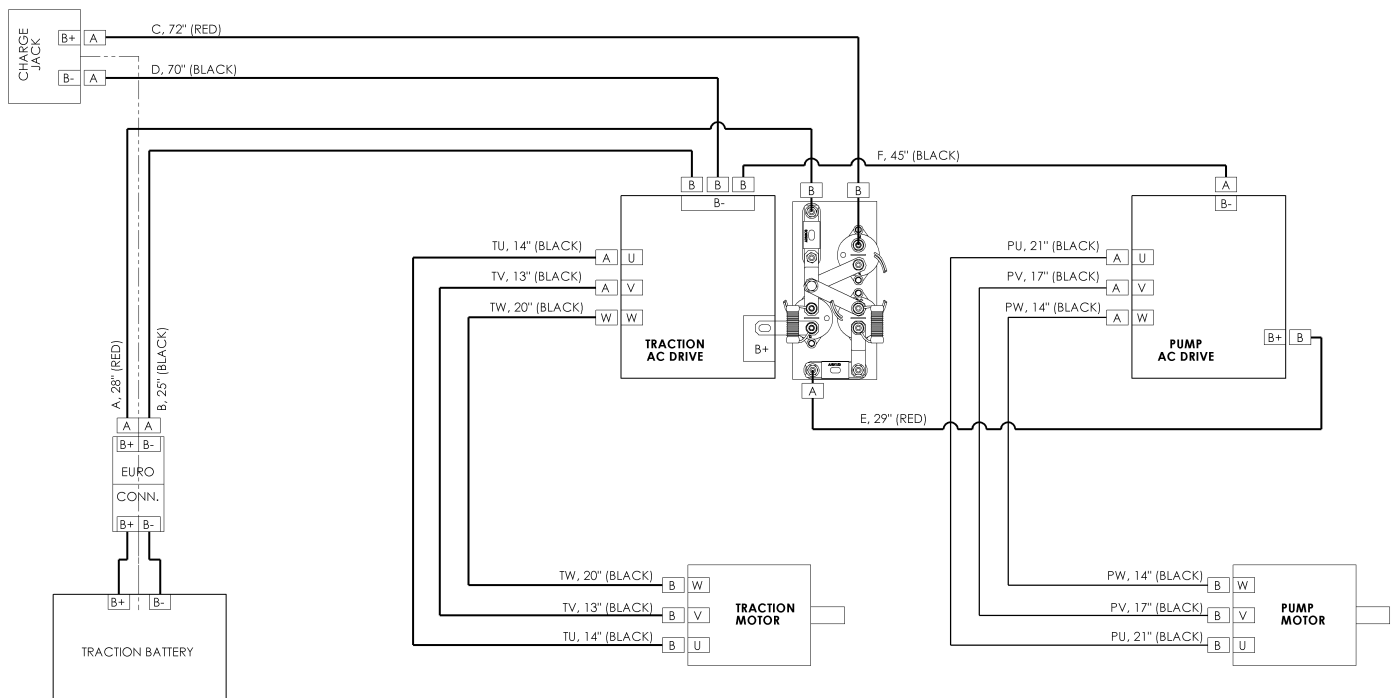 CHARGE
JACK
B+ A
C, 72" (RED)
B- A
D, 70" (BLACK)
F, 45" (BLACK)
B B B
B-
B B
A
B-
TU, 14" (BLACK)
A U
TV, 13" (BLACK)
A V
TW, 20" (BLACK)
W W
TRACTION
AC DRIVE
B+
A
PU, 21" (BLACK)
A U
PV, 17" (BLACK)
A V
PW, 14" (BLACK)
A W
PUMP
AC DRIVE
B+ B
E, 29" (RED)
A, 28" (RED)
B, 25" (BLACK)
A A
B+ B-
EURO
CONN.
B+ B-
B+ B-
TRACTION BATTERY
TW, 20" (BLACK)
B W
TV, 13" (BLACK)
B V
TU, 14" (BLACK)
B U
TRACTION
MOTOR
PW, 14" (BLACK)
B W
PV, 17" (BLACK)
B V
PU, 21" (BLACK)
B U
PUMP
MOTOR